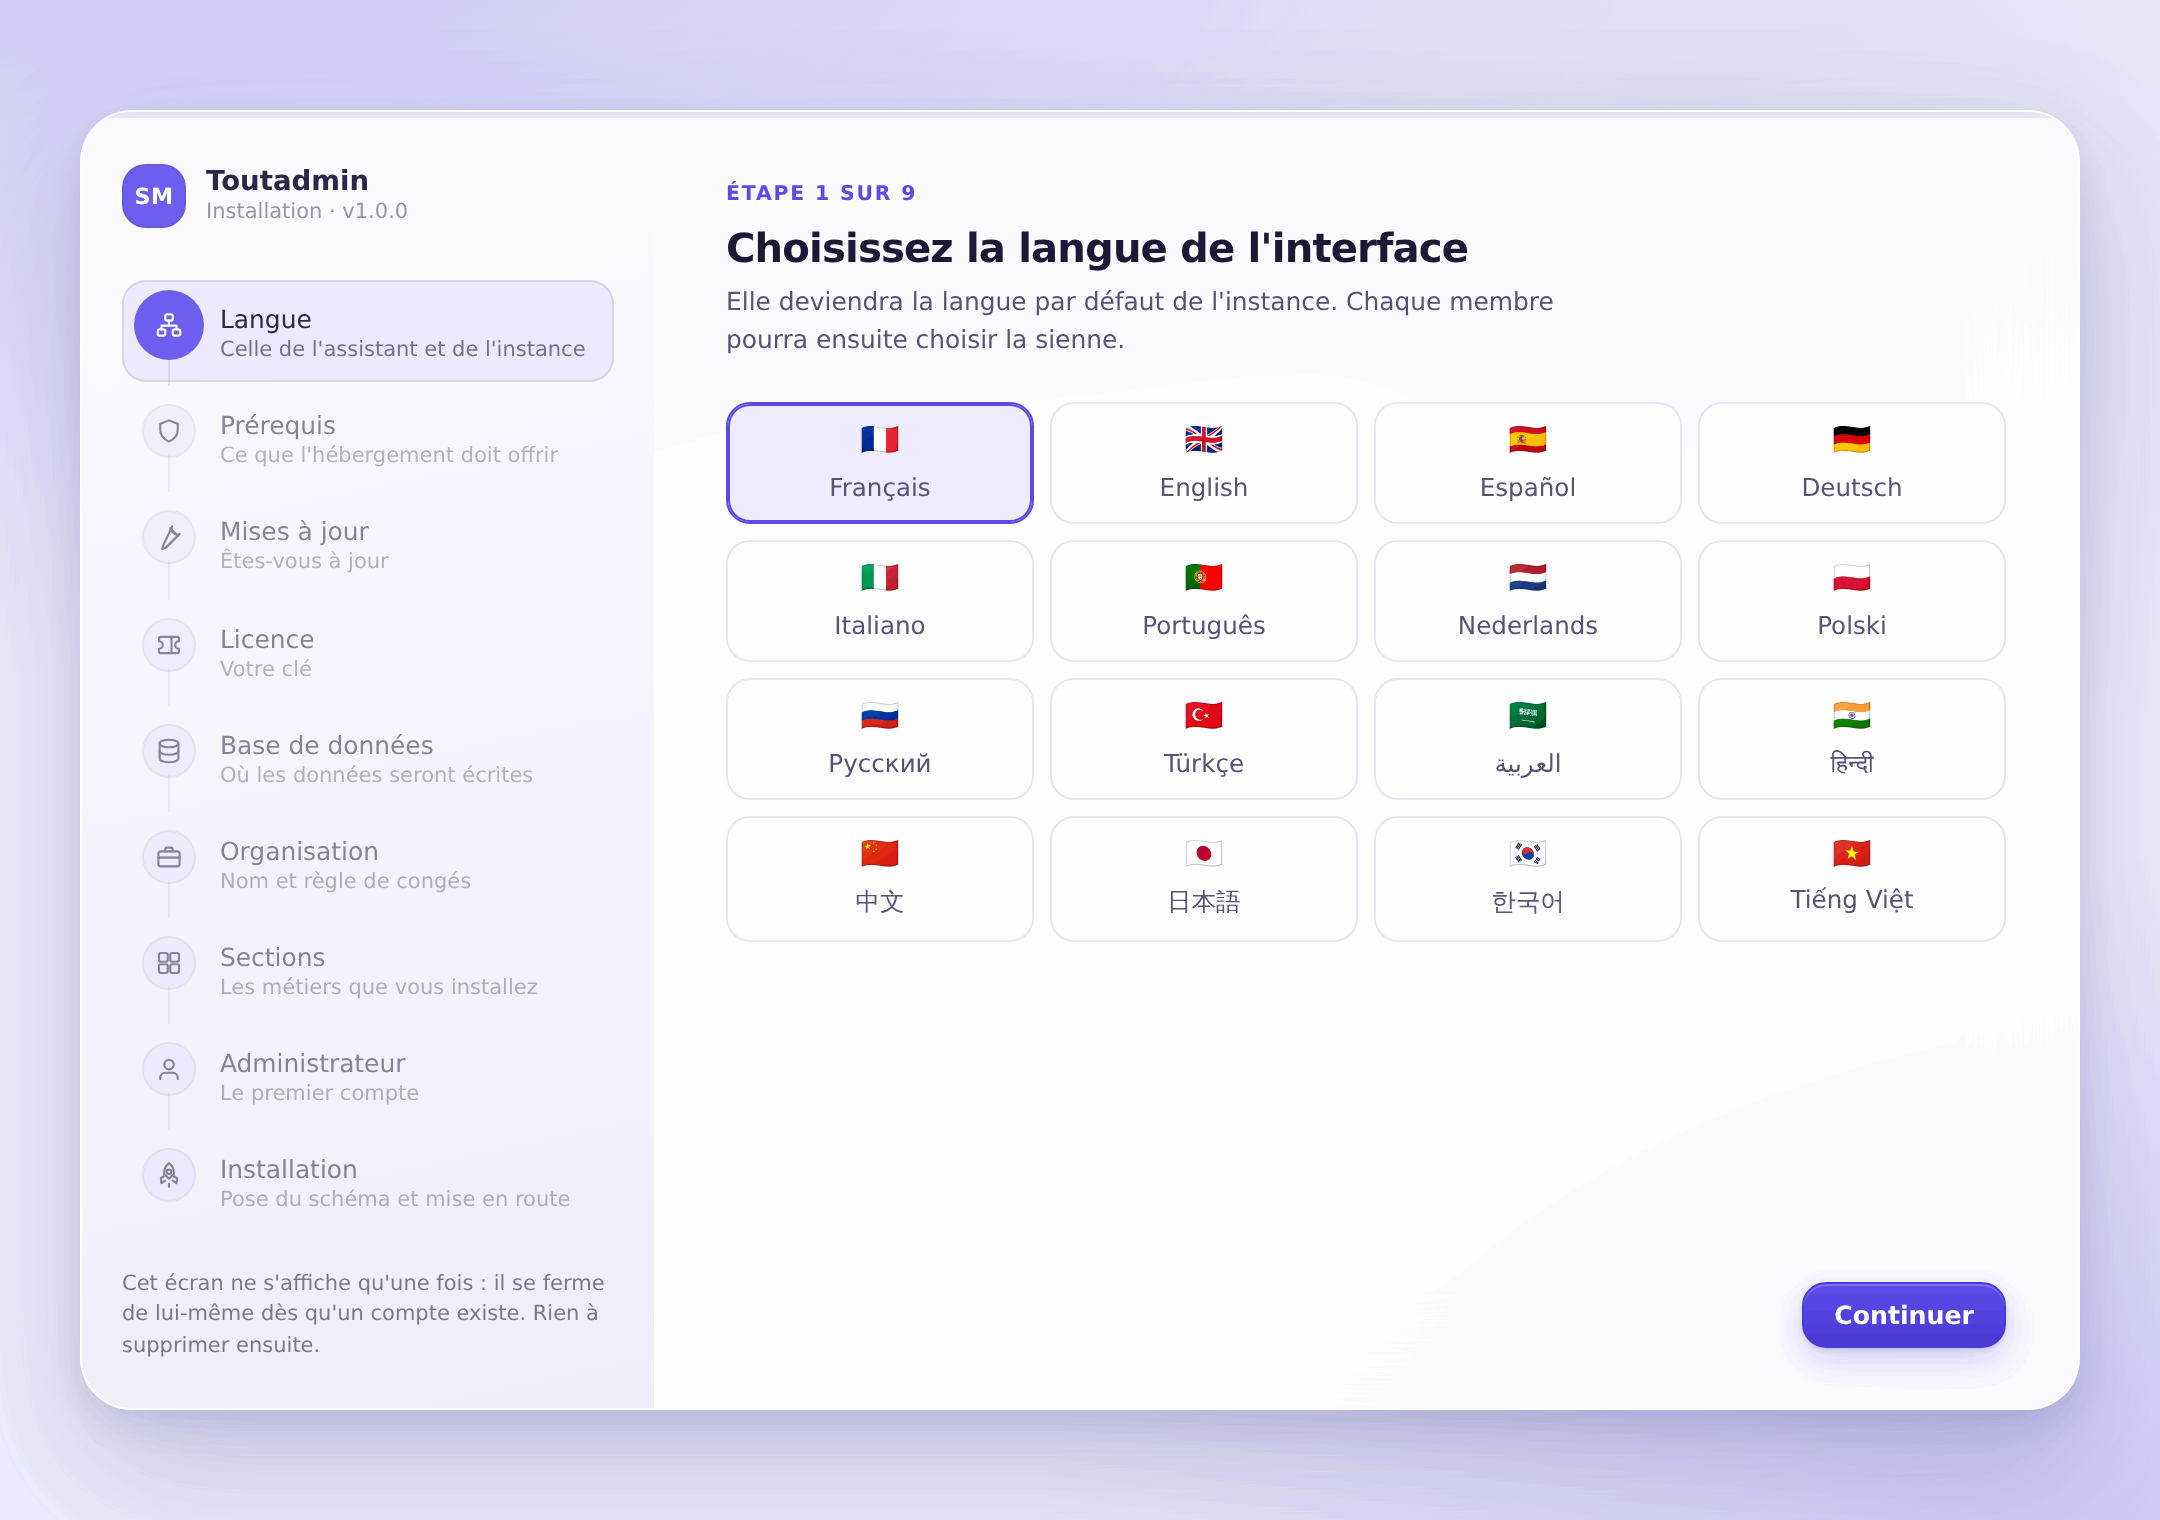 SM
Toutadmin
Installation · v1.0.0
Langue
Celle de l'assistant et de l'instance
Prérequis
Ce que l'hébergement doit offrir
Mises à jour
Êtes-vous à jour
Licence
Votre clé
Base de données
Où les données seront écrites
Organisation
Nom et règle de congés
Sections
Les métiers que vous installez
Administrateur
Le premier compte
Installation
Pose du schéma et mise en route
Cet écran ne s'affiche qu'une fois : il se ferme
de lui-même dès qu'un compte existe. Rien à
supprimer ensuite.
ÉTAPE 1 SUR 9
Choisissez la langue de l'interface
Elle deviendra la langue par défaut de l'instance. Chaque membre
pourra ensuite choisir la sienne.
Français
English
Español
Deutsch
Italiano
Português
Nederlands
Polski
Русский
Türkçe
العربية
हिन्दी
中文
日本語
한국어
Tiếng Việt
Continuer